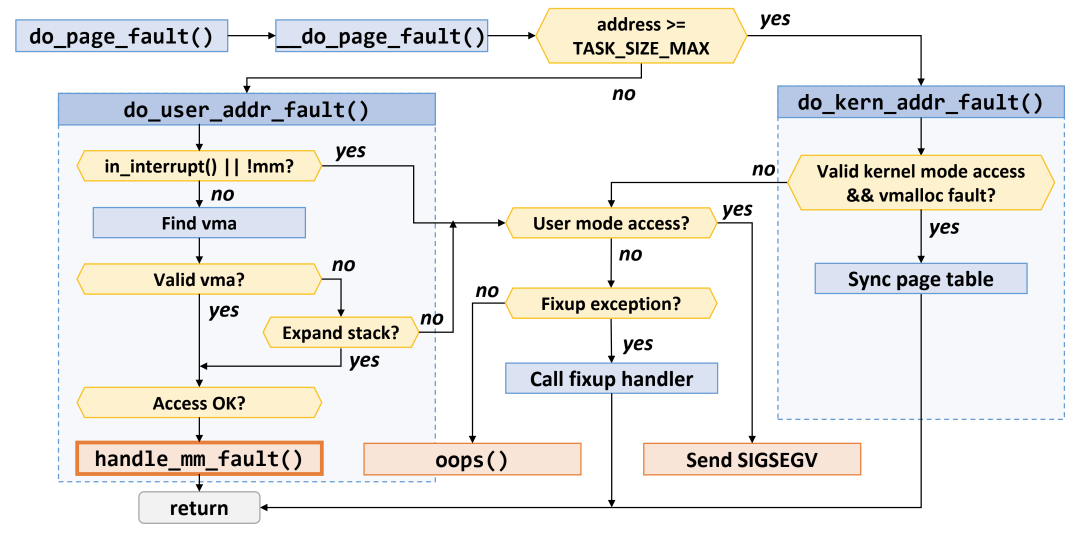 do_page_fault()
__do_page_fault()
address >=
TASK_SIZE_MAX
yes
no
do_user_addr_fault()
do_kern_addr_fault()
in_interrupt() || !mm?
yes
no
Find vma
Valid vma?
no
yes
Expand stack?
no
yes
Access OK?
handle_mm_fault()
return
User mode access?
yes
no
Fixup exception?
no
yes
Call fixup handler
oops()
Send SIGSEGV
Valid kernel mode access
&& vmalloc fault?
no
yes
Sync page table